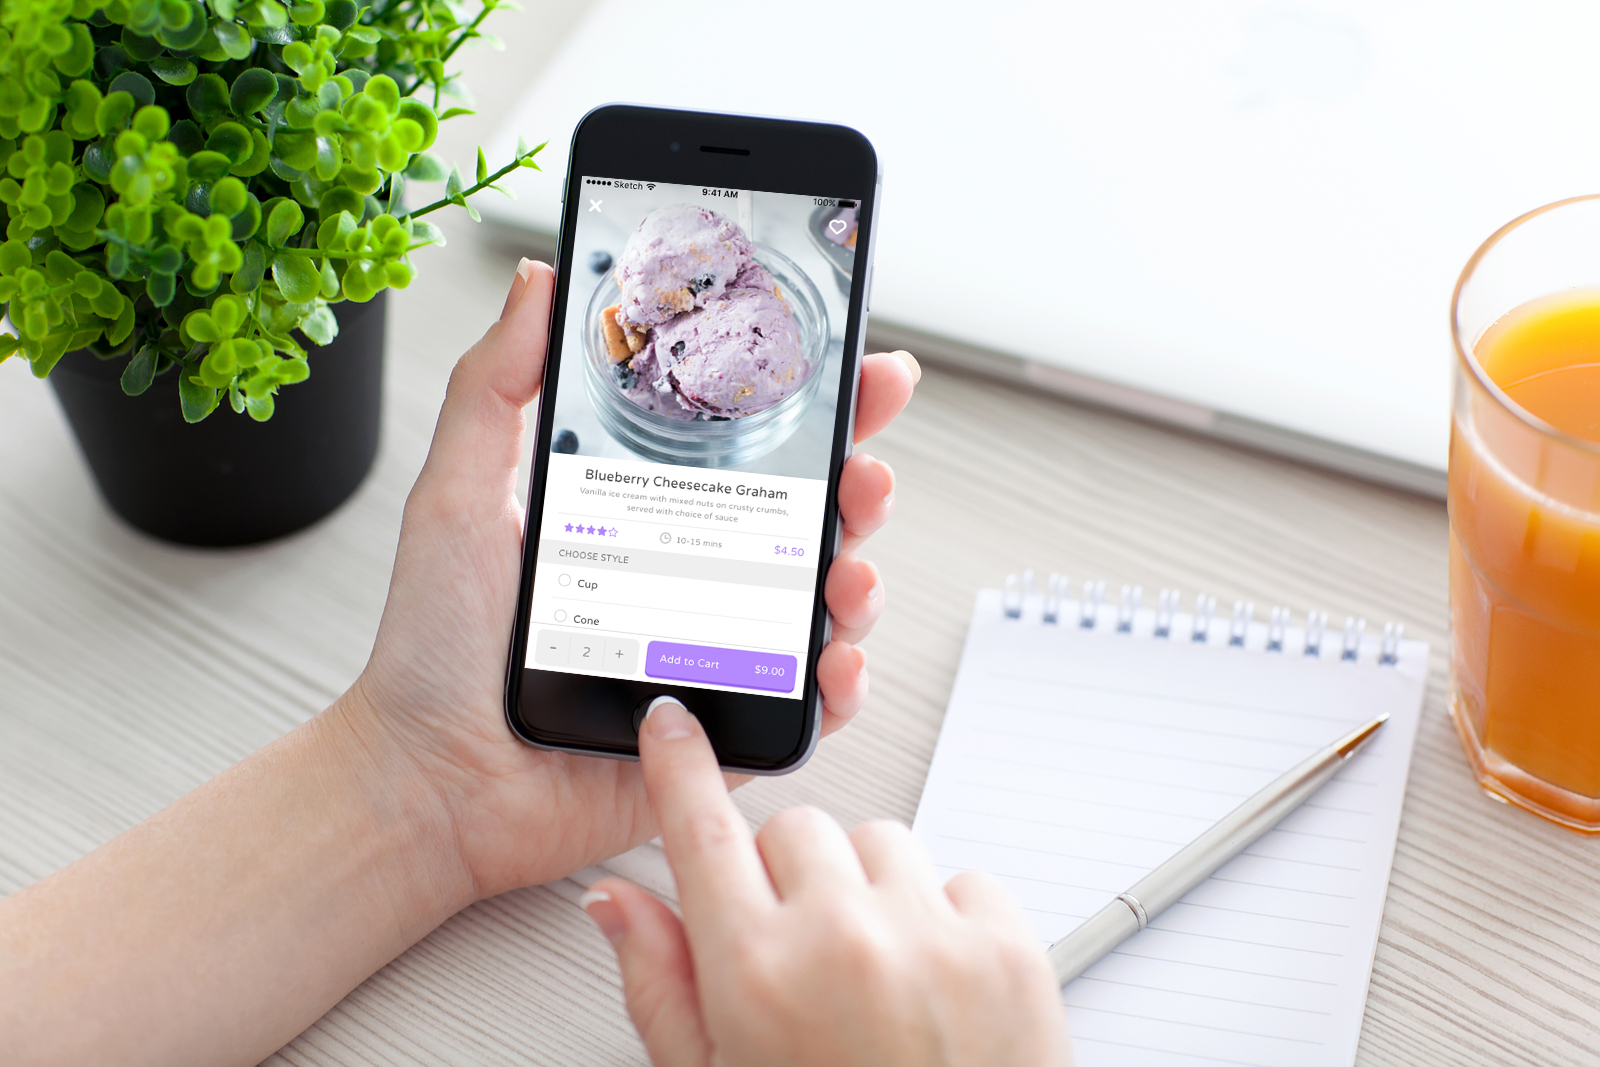 Sketch 9:41 AM 100%
Blueberry Cheesecake Graham
Vanilla ice cream with mixed nuts on crusty crumbs,
served with choice of sauce
10-15 mins $4.50
CHOOSE STYLE
Cup
Cone
- 2 + Add to Cart $9.00